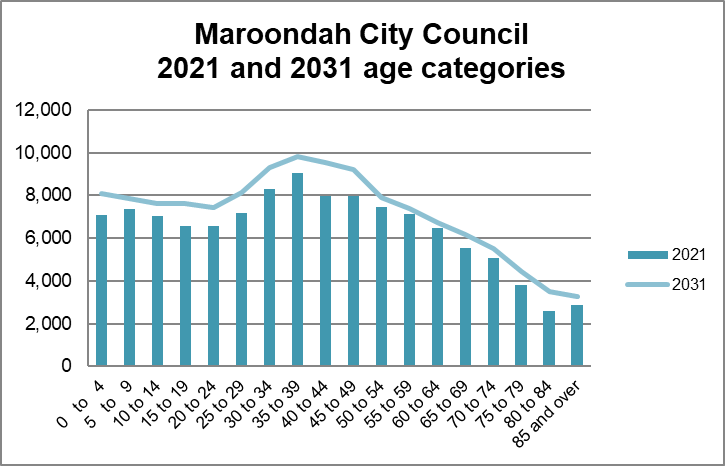 Maroondah City Council
2021 and 2031 age categories
12,000
10,000
8,000
6,000
4,000
2,000
0
0 to 4
5 to 9
10 to 14
15 to 19
20 to 24
25 to 29
30 to 34
35 to 39
40 to 44
45 to 49
50 to 54
55 to 59
60 to 64
65 to 69
70 to 74
75 to 79
80 to 84
85 and over
2021
2031